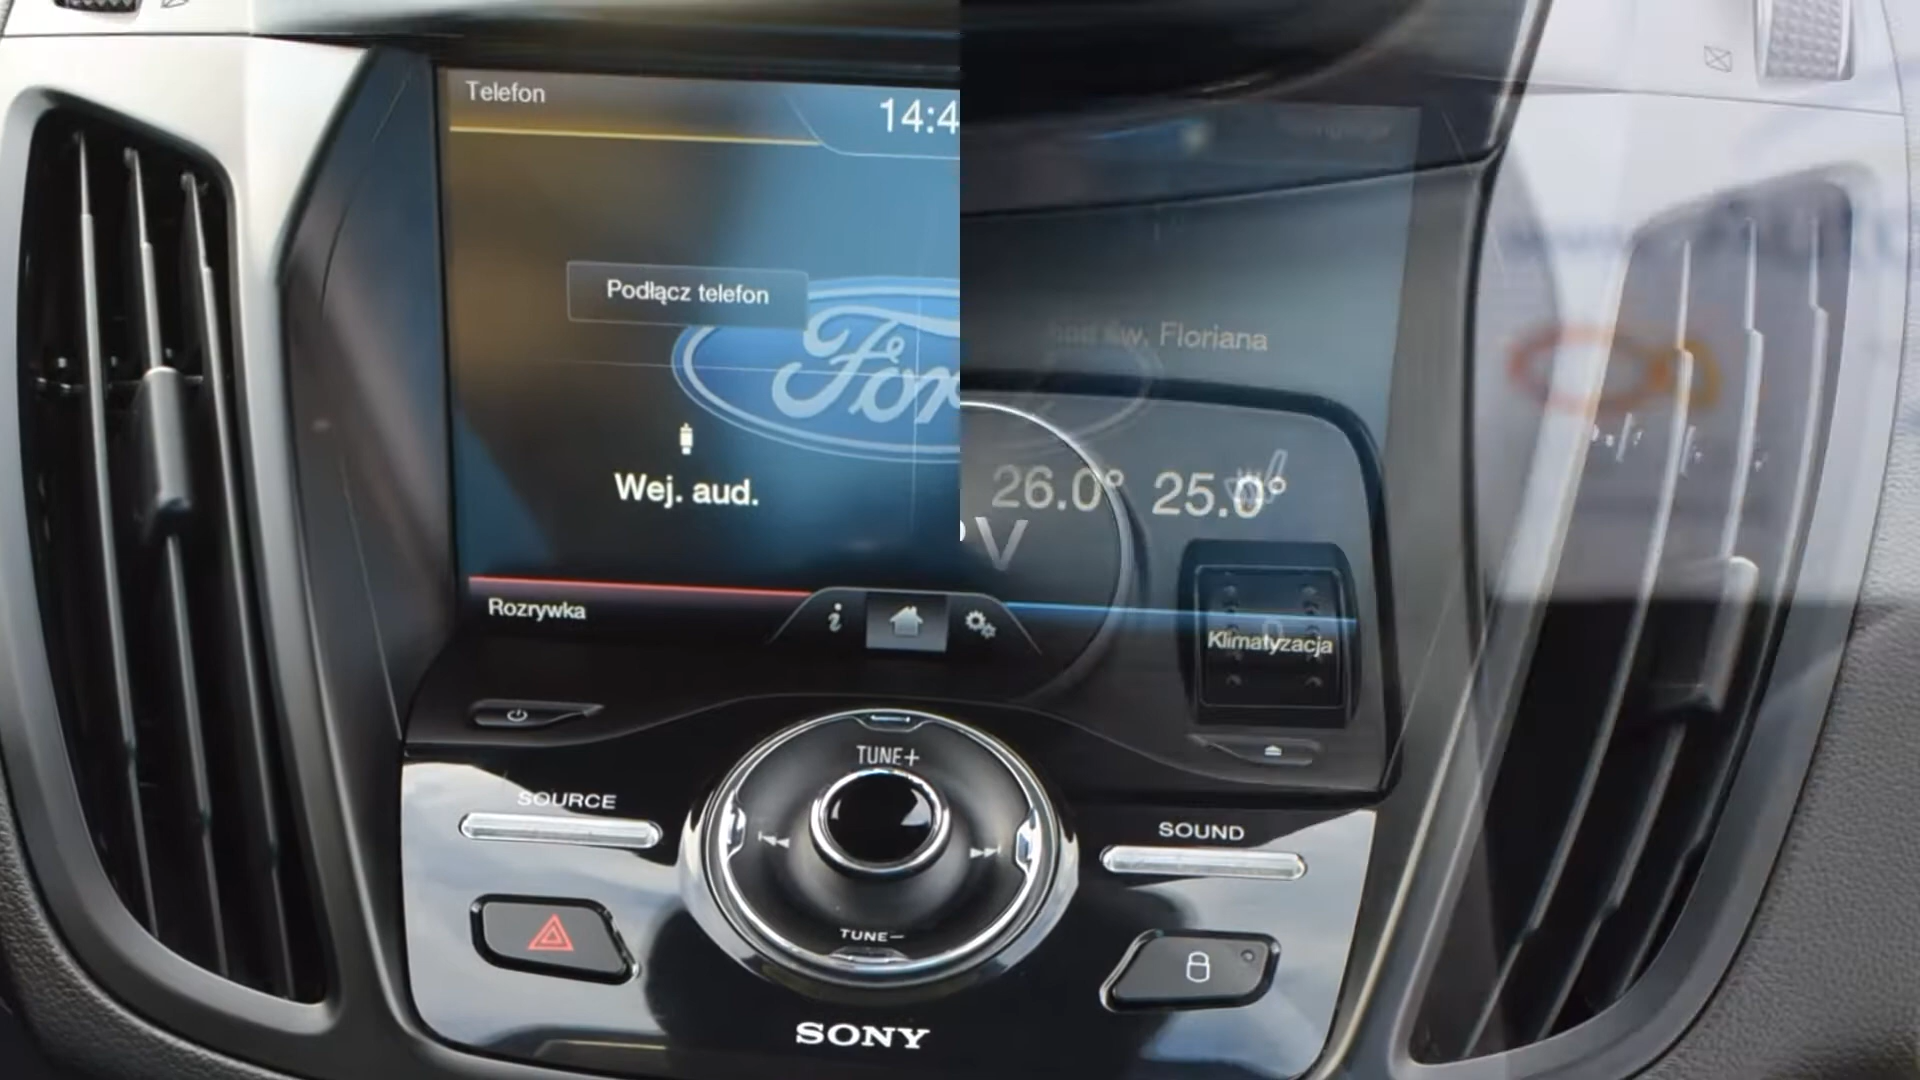 Telefon
14:4
Podłącz telefon
Ford
św. Floriana
Wej. aud.
26.0° 25.0°
V
Rozrywka
Klimatyzacja
TUNE+
SOURCE
SOUND
TUNE–
SONY